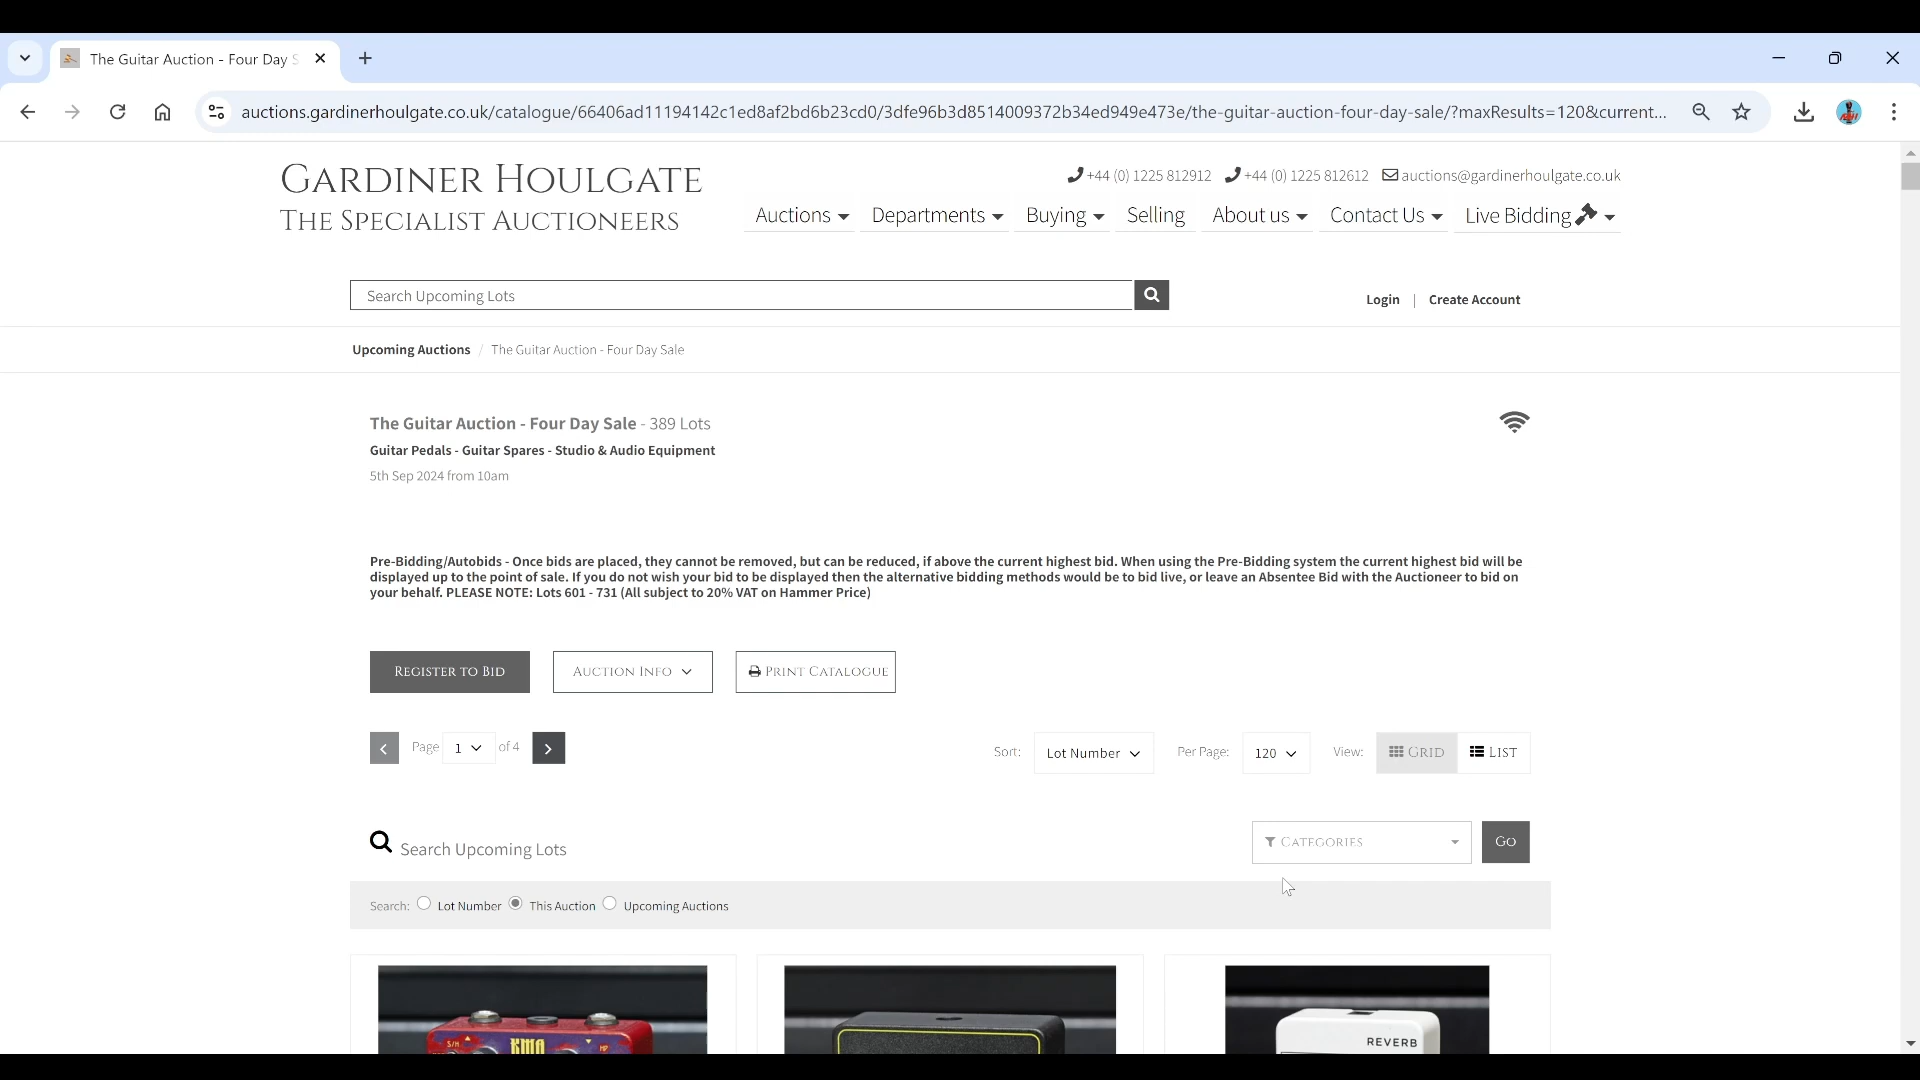 The Guitar Auction - Four Day S
auctions.gardinerhoulgate.co.uk/catalogue/66406ad11194142c1ed8af2bd6b23cd0/3dfe96b3d8514009372b34ed949e473e/the-guitar-auction-four-day-sale/?maxResults=120&current...
GARDINER HOULGATE
THE SPECIALIST AUCTIONEERS
+44 (0) 1225 812912 +44 (0) 1225 812612 auctions@gardinerhoulgate.co.uk
Auctions Departments Buying Selling About us Contact Us Live Bidding
Search Upcoming Lots
Login | Create Account
Upcoming Auctions / The Guitar Auction - Four Day Sale
The Guitar Auction - Four Day Sale - 389 Lots
Guitar Pedals - Guitar Spares - Studio & Audio Equipment
5th Sep 2024 from 10am
Pre-Bidding/Autobids - Once bids are placed, they cannot be removed, but can be reduced, if above the current highest bid. When using the Pre-Bidding system the current highest bid will be
displayed up to the point of sale. If you do not wish your bid to be displayed then the alternative bidding methods would be to bid live, or leave an Absentee Bid with the Auctioneer to bid on
your behalf. PLEASE NOTE: Lots 601 - 731 (All subject to 20% VAT on Hammer Price)
REGISTER TO BID AUCTION INFO PRINT CATALOGUE
Page 1 of 4
Sort: Lot Number Per Page: 120 View: GRID LIST
Search Upcoming Lots
CATEGORIES GO
Search: Lot Number This Auction Upcoming Auctions
S/H KMA MP
REVERB